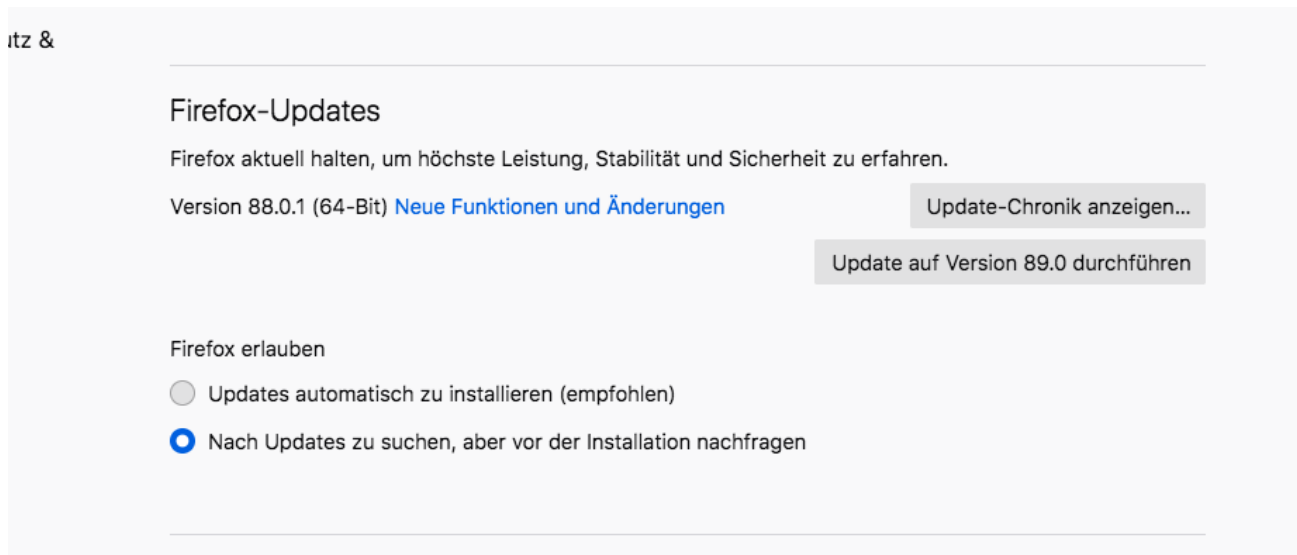 tz &
Firefox-Updates
Firefox aktuell halten, um höchste Leistung, Stabilität und Sicherheit zu erfahren.
Version 88.0.1 (64-Bit) Neue Funktionen und Änderungen
Update-Chronik anzeigen...
Update auf Version 89.0 durchführen
Firefox erlauben
Updates automatisch zu installieren (empfohlen)
Nach Updates zu suchen, aber vor der Installation nachfragen